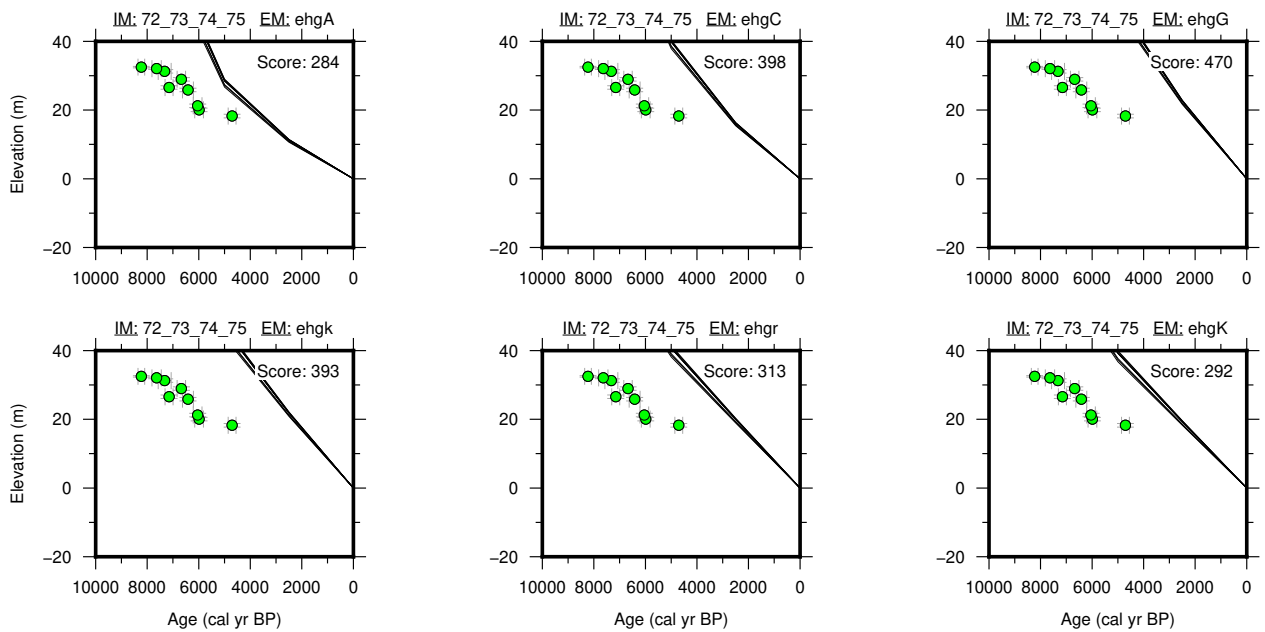 IM: 72_73_74_75 EM: ehgA
IM: 72_73_74_75 EM: ehgC
IM: 72_73_74_75 EM: ehgG
Score: 284
Score: 398
Score: 470
40
20
0
−20
Elevation (m)
10000 8000 6000 4000 2000 0
40
20
0
−20
10000 8000 6000 4000 2000 0
40
20
0
−20
10000 8000 6000 4000 2000 0
IM: 72_73_74_75 EM: ehgk
IM: 72_73_74_75 EM: ehgr
IM: 72_73_74_75 EM: ehgK
Score: 393
Score: 313
Score: 292
40
20
0
−20
Elevation (m)
10000 8000 6000 4000 2000 0
Age (cal yr BP)
40
20
0
−20
10000 8000 6000 4000 2000 0
Age (cal yr BP)
40
20
0
−20
10000 8000 6000 4000 2000 0
Age (cal yr BP)